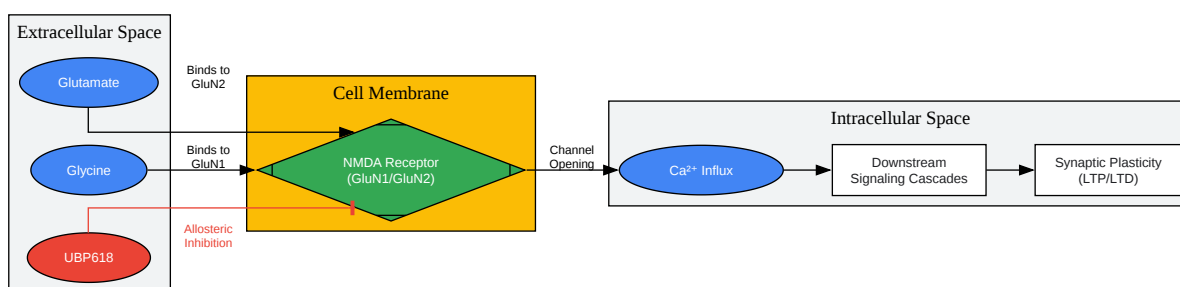 Extracellular Space
Glutamate
Binds to
GluN2
Glycine
Binds to
GluN1
UBP618
Allosteric
Inhibition
Cell Membrane
NMDA Receptor
(GluN1/GluN2)
Channel
Opening
Intracellular Space
Ca²⁺ Influx
Downstream
Signaling Cascades
Synaptic Plasticity
(LTP/LTD)